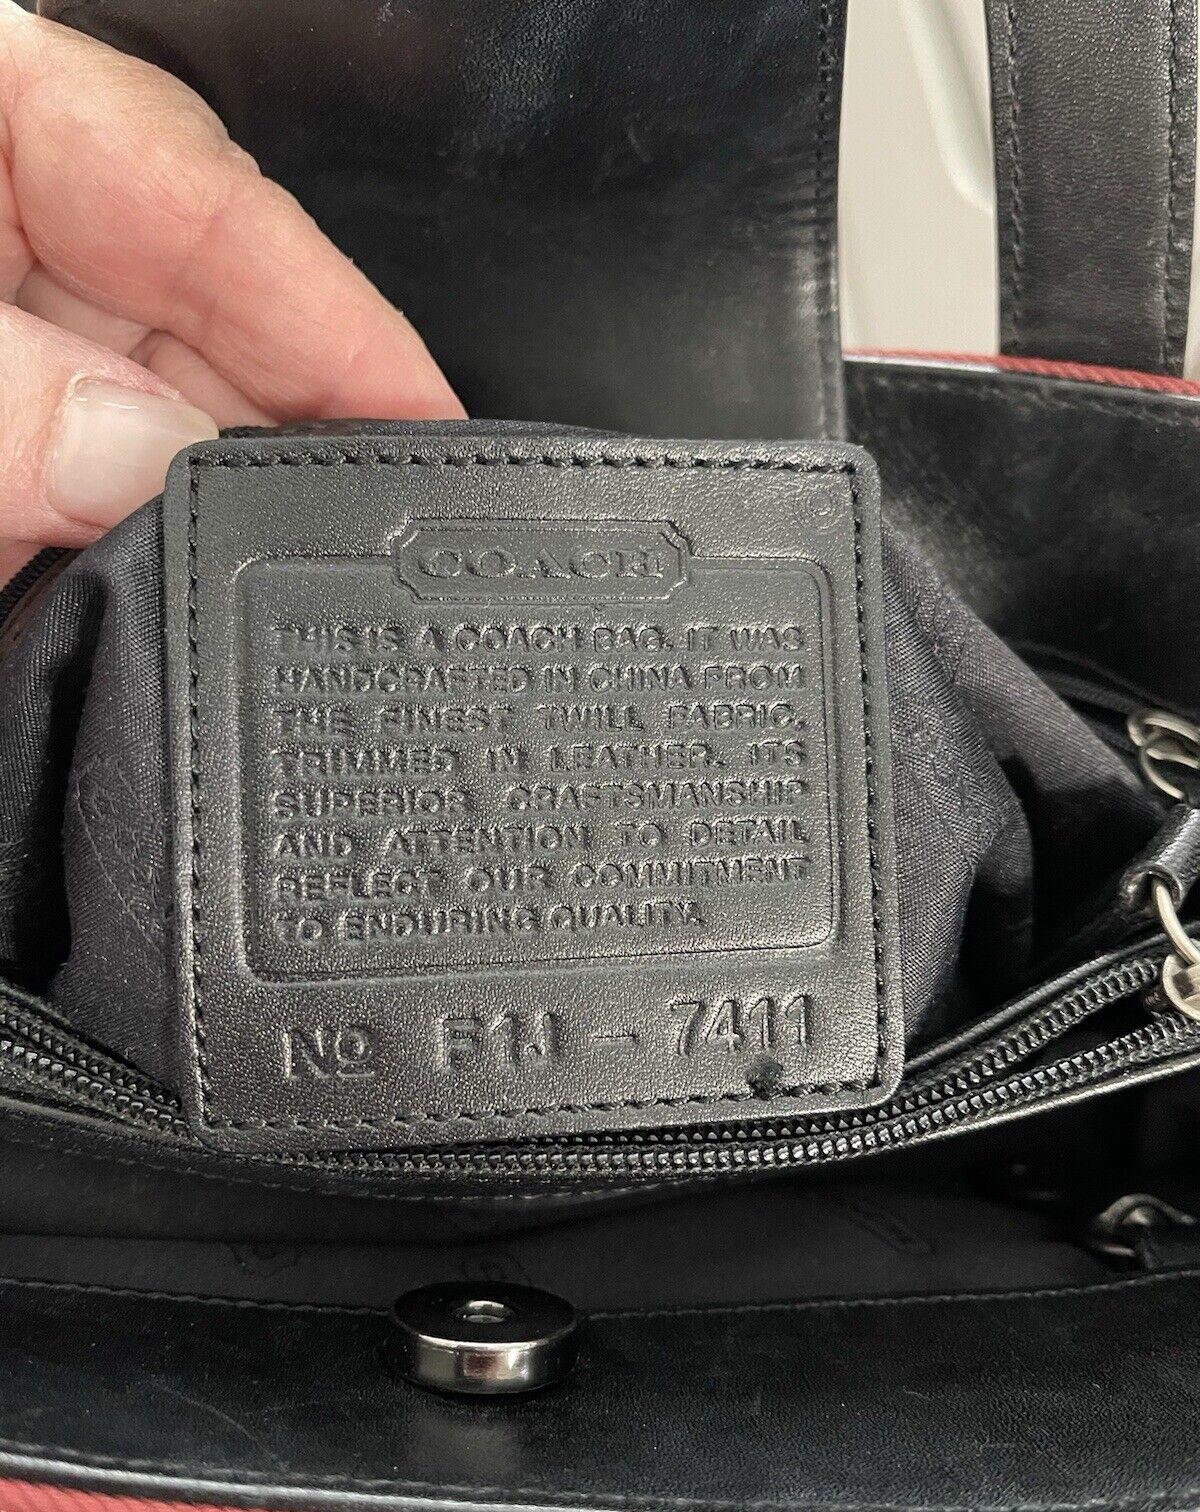 COACH
THIS IS A COACH BAG. IT WAS
HANDCRAFTED IN CHINA FROM
THE FINEST TWILL FABRIC,
TRIMMED IN LEATHER. ITS
SUPERIOR CRAFTSMANSHIP
AND ATTENTION TO DETAIL
REFLECT OUR COMMITMENT
TO ENDURING QUALITY.
Nº F1J-7411